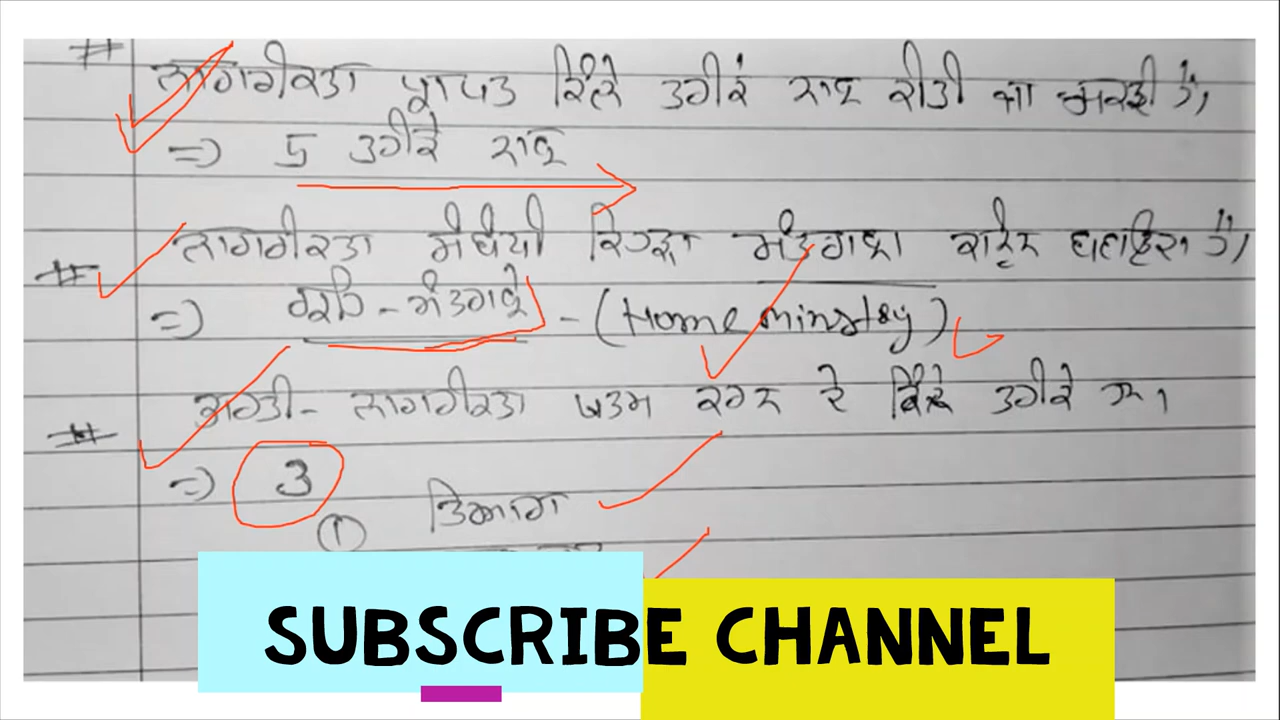 # ਨਾਗਰੀਕਤਾ ਪ੍ਰਾਪਤ ਕਿੰਨੇ ਤਰੀਕੇ ਨਾਲ ਕੀਤੀ ਜਾ ਸਕਦੀ ਹੈ,
=> 5 ਤਰੀਕੇ ਨਾਲ
# ਨਾਗਰੀਕਤਾ ਸੰਬੰਧੀ ਕਿਹੜਾ ਮੰਤਰਾਲਾ ਕਾਨੂੰਨ ਬਣਾਉਂਦਾ ਹੈ,
=> ਗ੍ਰਹਿ - ਮੰਤਰਾਲੇ - (Home minstry)
# ਭਾਰਤੀ - ਨਾਗਰੀਕਤਾ ਖਤਮ ਕਰਨ ਦੇ ਕਿੰਨੇ ਤਰੀਕੇ ਹਨ।
=> 3
① ਤਿਆਗ
SUBSCRIBE CHANNEL